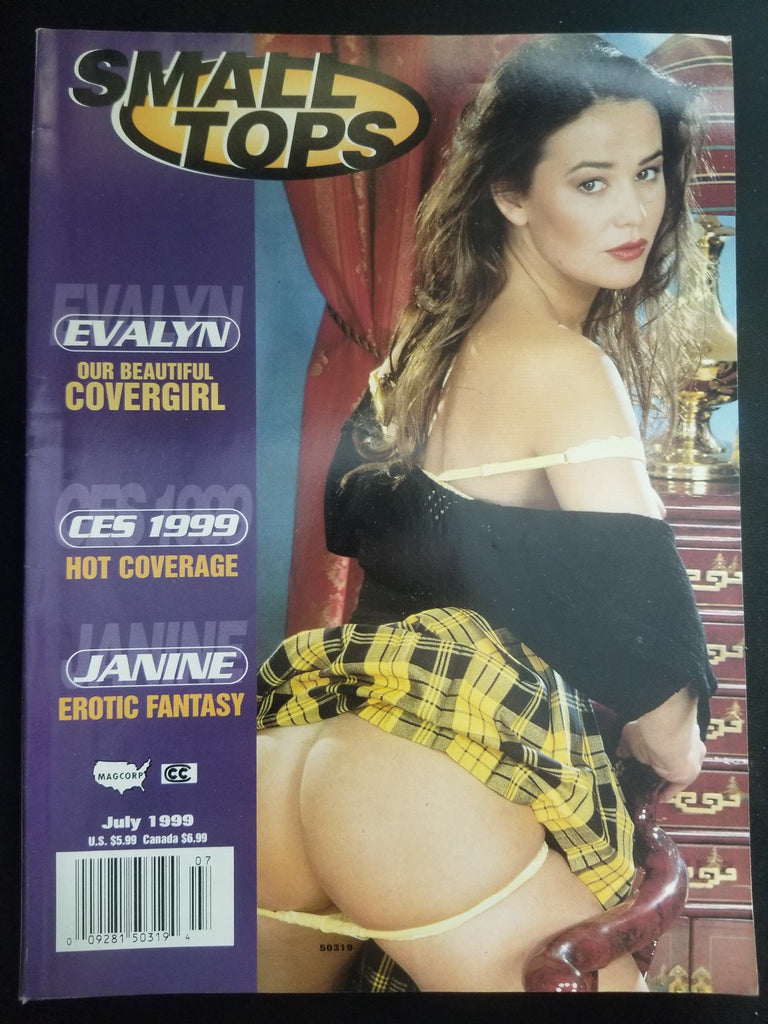 SMALL
TOPS
EVALYN
EVALYN
OUR BEAUTIFUL
COVERGIRL
CES 1999
CES 1999
HOT COVERAGE
JANINE
JANINE
EROTIC FANTASY
MAGCORP
CC
July 1999
U.S. $5.99 Canada $6.99
07
0 09281 50319 4
50319